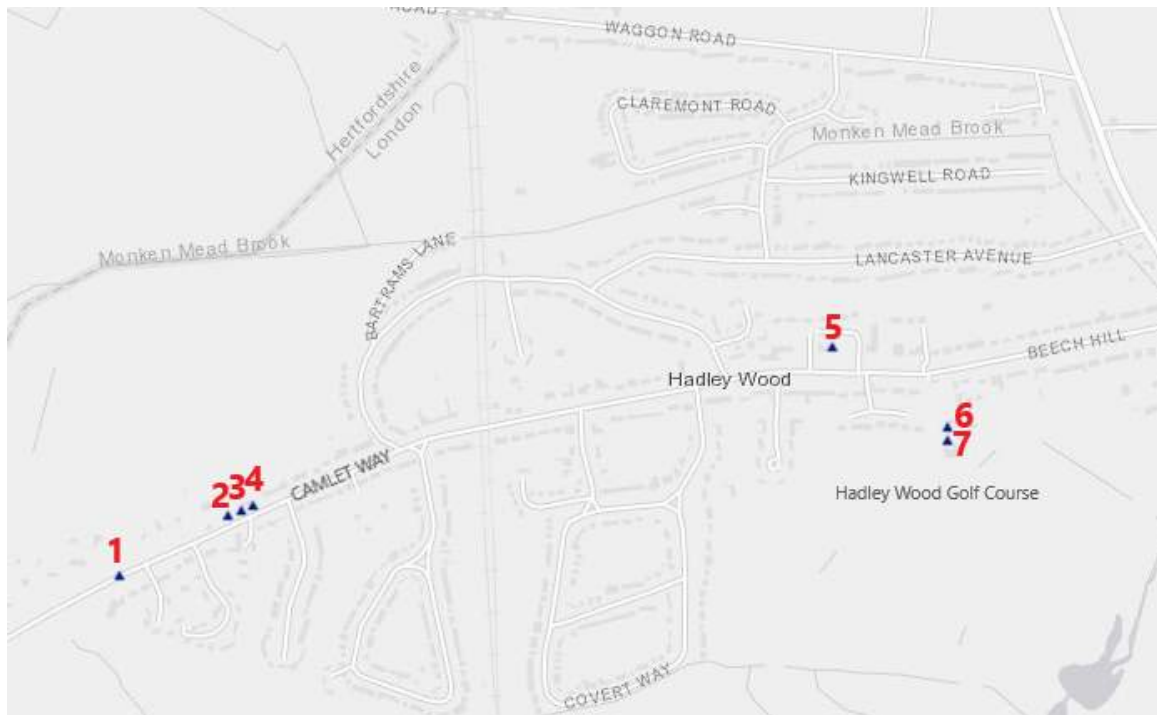 WAGGON ROAD
Hertfordshire
London
CLAREMONT ROAD
Monken Mead Brook
KINGWELL ROAD
Monken Mead Brook
BARTRAMS LANE
LANCASTER AVENUE
5
BEECH HILL
Hadley Wood
6
7
CAMLET WAY
2 3 4
Hadley Wood Golf Course
1
COVERT WAY